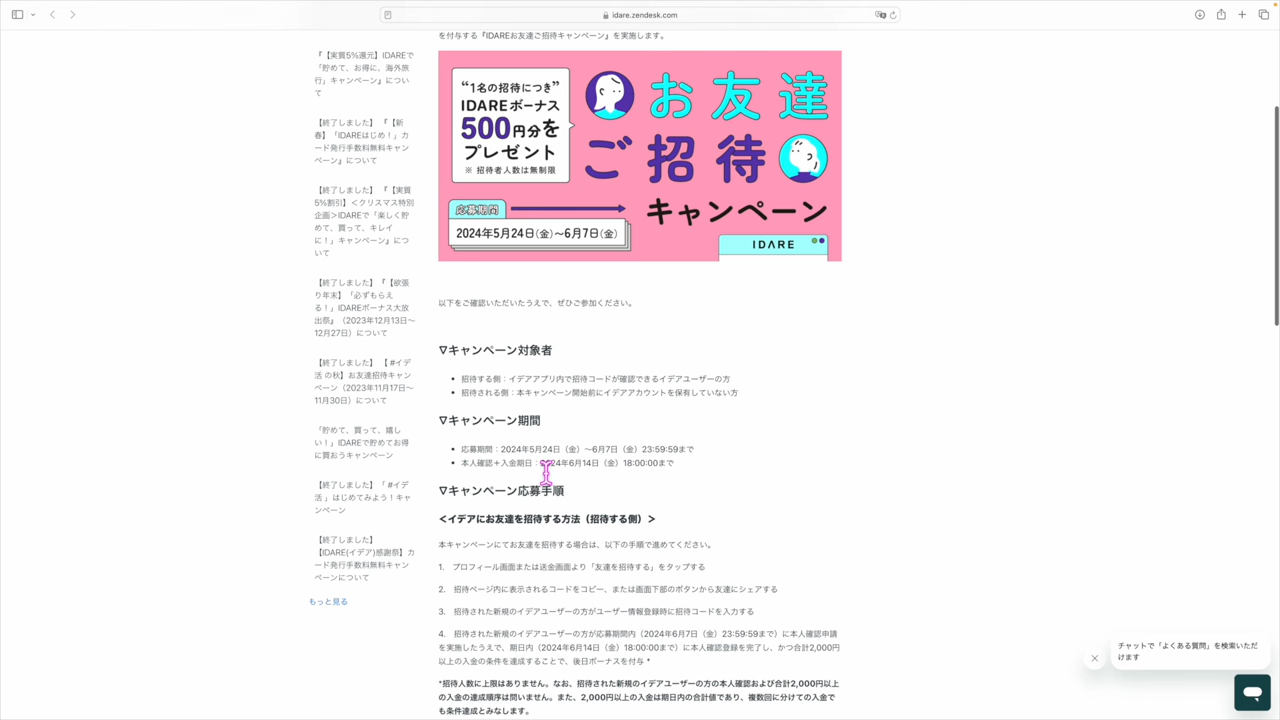 idare.zendesk.com
を付与する『IDAREお友達ご招待キャンペーン』を実施します。
『【実質5%還元】IDAREで
「貯めて、お得に、海外旅
行」キャンペーン』につい
て
【終了しました】『【新
春】「IDAREはじめ！」カ
ード発行手数料無料キャン
ペーン』について
【終了しました】『【実質
5%割引】＜クリスマス特別
企画＞IDAREで「楽しく貯
めて、買って、キレイ
に！」キャンペーン』につ
いて
【終了しました】『【欲張
り年末】「必ずもらえ
る！」IDAREボーナス大放
出祭』（2023年12月13日〜
12月27日）について
【終了しました】【 #イデ
活 の秋】お友達招待キャン
ペーン（2023年11月17日〜
11月30日）について
「貯めて、買って、嬉し
い！」IDAREで貯めてお得
に買おうキャンペーン
【終了しました】「 #イデ
活 」はじめてみよう！キャ
ンペーン
【終了しました】
【IDARE(イデア)感謝祭】カ
ード発行手数料無料キャン
ペーンについて
もっと見る
“1名の招待につき”
IDAREボーナス
500円分を
プレゼント
※ 招待者人数は無制限
お友達
ご招待
キャンペーン
応募期間
2024年5月24日(金)〜6月7日(金)
IDARE
以下をご確認いただいたうえで、ぜひご参加ください。
∇キャンペーン対象者
• 招待する側：イデアアプリ内で招待コードが確認できるイデアユーザーの方
• 招待される側：本キャンペーン開始前にイデアアカウントを保有していない方
∇キャンペーン期間
• 応募期間：2024年5月24日（金）〜6月7日（金）23:59:59まで
• 本人確認＋入金期日：2024年6月14日（金）18:00:00まで
∇キャンペーン応募手順
＜イデアにお友達を招待する方法（招待する側）＞
本キャンペーンにてお友達を招待する場合は、以下の手順で進めてください。
1. プロフィール画面または送金画面より「友達を招待する」をタップする
2. 招待ページ内に表示されるコードをコピー、または画面下部のボタンから友達にシェアする
3. 招待された新規のイデアユーザーの方がユーザー情報登録時に招待コードを入力する
4. 招待された新規のイデアユーザーの方が応募期間内（2024年6月7日（金）23:59:59まで）に本人確認申請
を実施したうえで、期日内（2024年6月14日（金）18:00:00まで）に本人確認登録を完了し、かつ合計2,000円
以上の入金の条件を達成することで、後日ボーナスを付与 *
*招待人数に上限はありません。なお、招待された新規のイデアユーザーの方の本人確認および合計2,000円以上
の入金の達成順序は問いません。また、2,000円以上の入金は期日内の合計値であり、複数回に分けての入金で
も条件達成とみなします。
チャットで「よくある質問」を検索いただ
けます